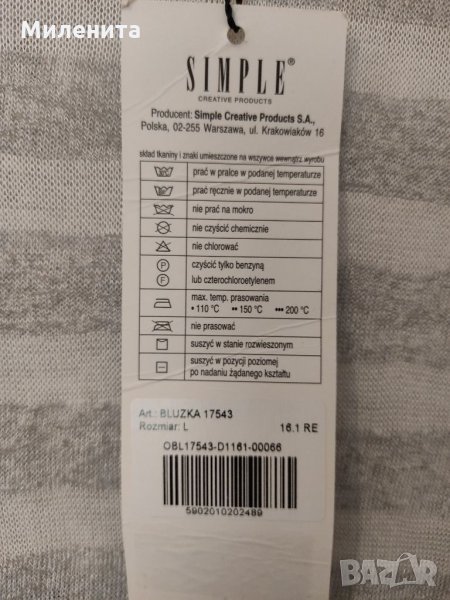 Миленита
SIMPLE®
CREATIVE PRODUCTS
Producent: Simple Creative Products S.A.,
Polska, 02-255 Warszawa, ul. Krakowiaków 16
skład tkaniny i znaki umieszczone na wszywce wewnątrz wyrobu
prać w pralce w podanej temperaturze
prać ręcznie w podanej temperaturze
nie prać na mokro
nie czyścić chemicznie
nie chlorować
P czyścić tylko benzyną
F lub czterochloroetylenem
max. temp. prasowania
• 110 °C •• 150 °C ••• 200 °C
nie prasować
suszyć w stanie rozwieszonym
suszyć w pozycji poziomej
po nadaniu żądanego kształtu
Art.: BLUZKA 17543
Rozmiar: L 16.1 RE
OBL17543-D1161-00066
5902010202489
BAZAR